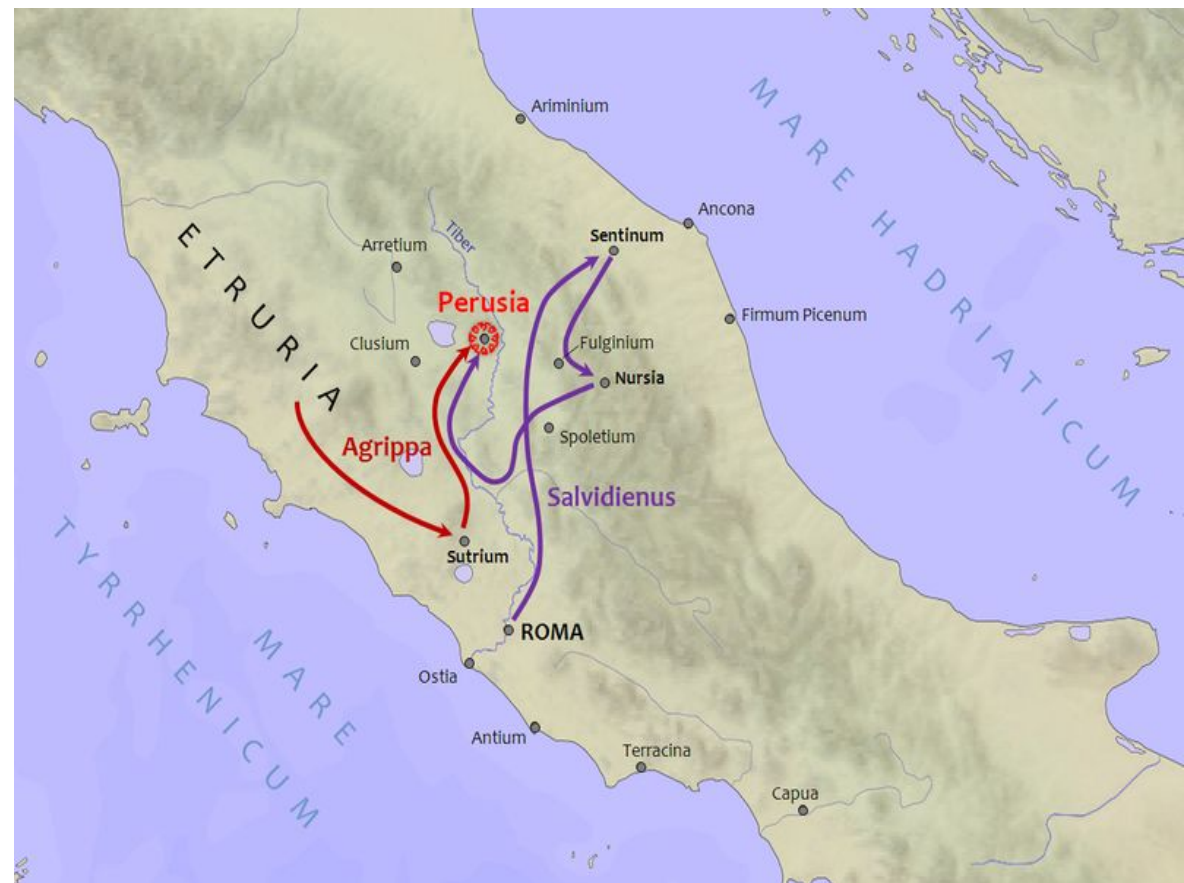 Ariminium
MARE HADRIATICUM
Ancona
Sentinum
Tiber
Arretium
ETRURIA
Perusia
Firmum Picenum
Clusium
Fulginium
Nursia
Agrippa
Spoletium
Salvidienus
Sutrium
ROMA
Ostia
MARE
TYRRHENICUM
Antium
Terracina
Capua